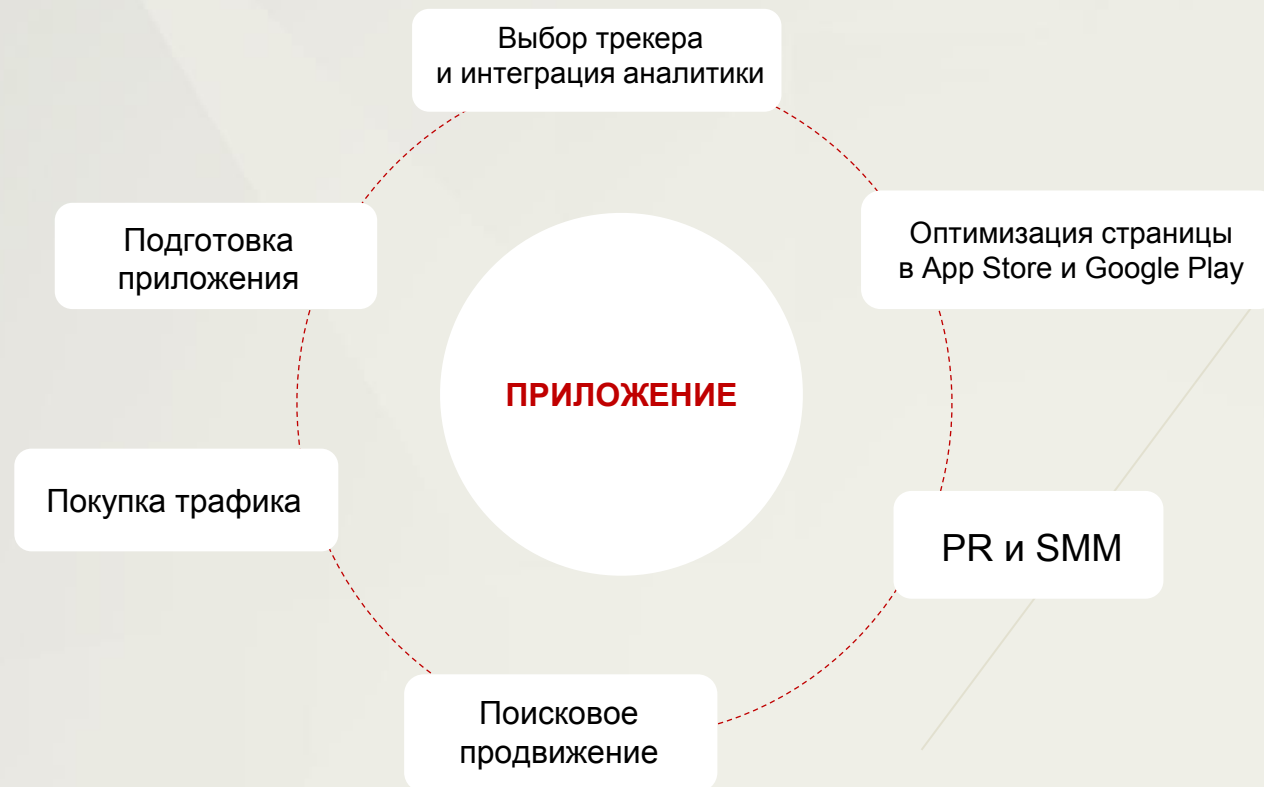 Выбор трекера
и интеграция аналитики
Подготовка
приложения
Оптимизация страницы
в App Store и Google Play
ПРИЛОЖЕНИЕ
Покупка трафика
PR и SMM
Поисковое
продвижение